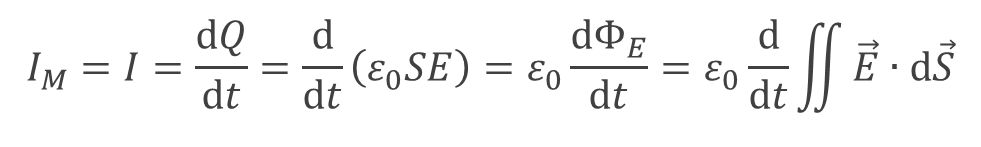 I_M = I = dQ/dt = d/dt (ε₀SE) = ε₀ dΦ_E/dt = ε₀ d/dt ∬ E⃗ · dS⃗